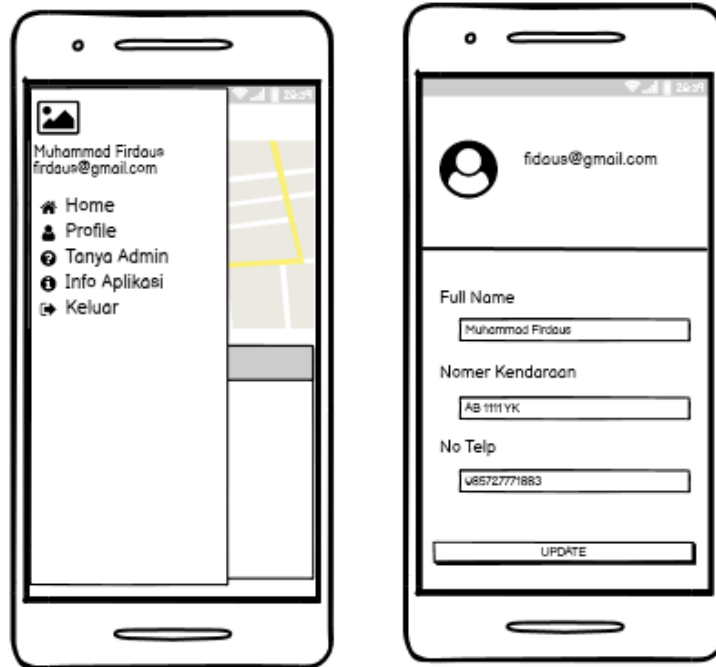 Muhammad Firdaus
firdaus@gmail.com
Home
Profile
Tanya Admin
Info Aplikasi
Keluar
fidaus@gmail.com
Full Name
Muhammad Firdaus
Nomer Kendaraan
AB 1111 YK
No Telp
085727771883
UPDATE